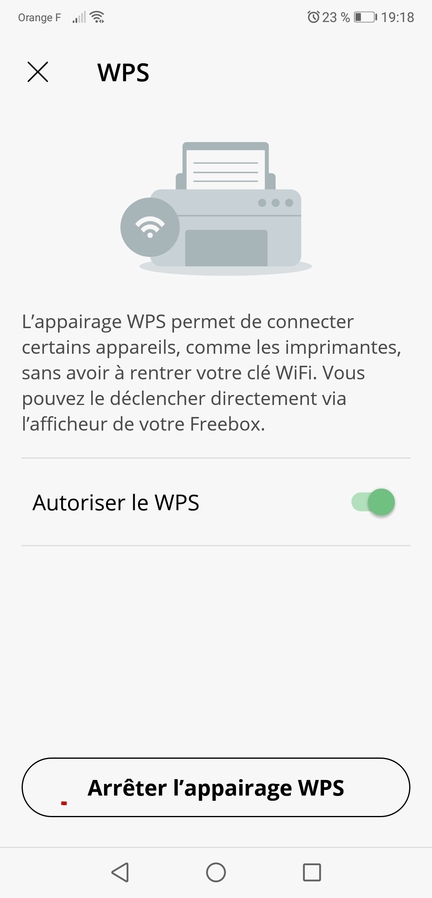 Orange F 23 % 19:18
WPS
L’appairage WPS permet de connecter
certains appareils, comme les imprimantes,
sans avoir à rentrer votre clé WiFi. Vous
pouvez le déclencher directement via
l’afficheur de votre Freebox.
Autoriser le WPS
Arrêter l’appairage WPS